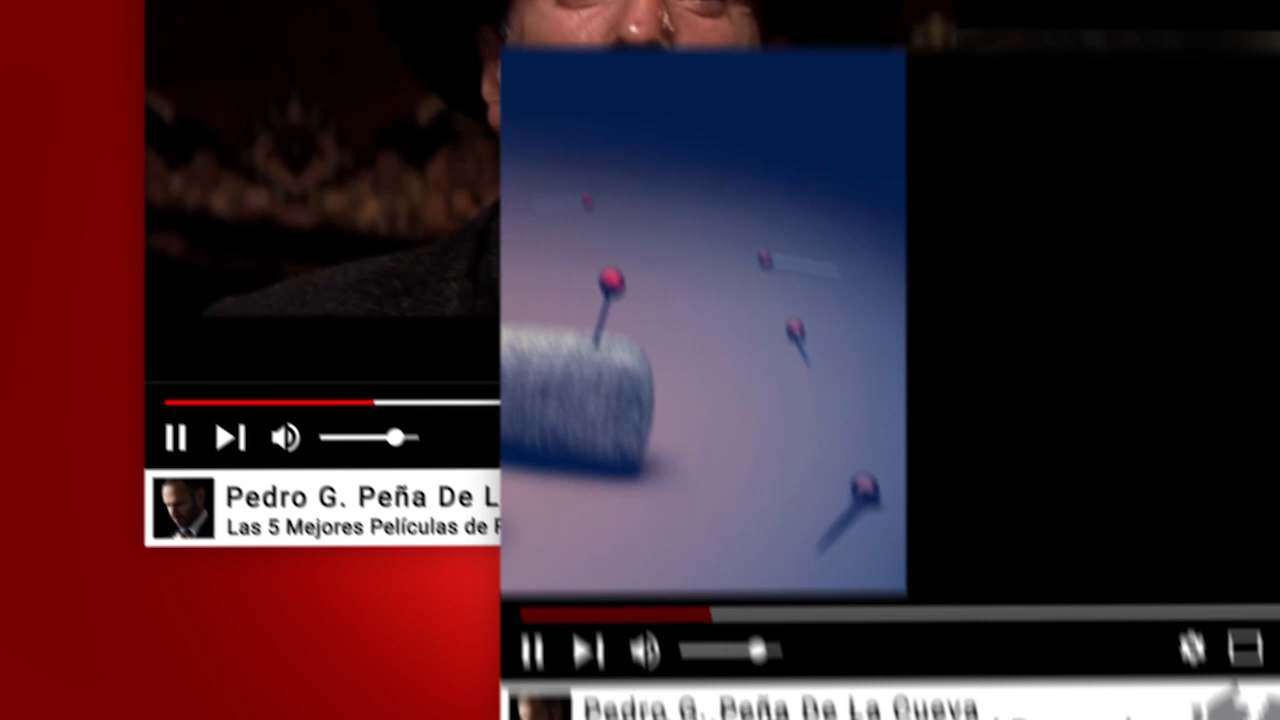 Pedro G. Peña De L
Las 5 Mejores Películas de
Pedro G. Peña De La Cueva